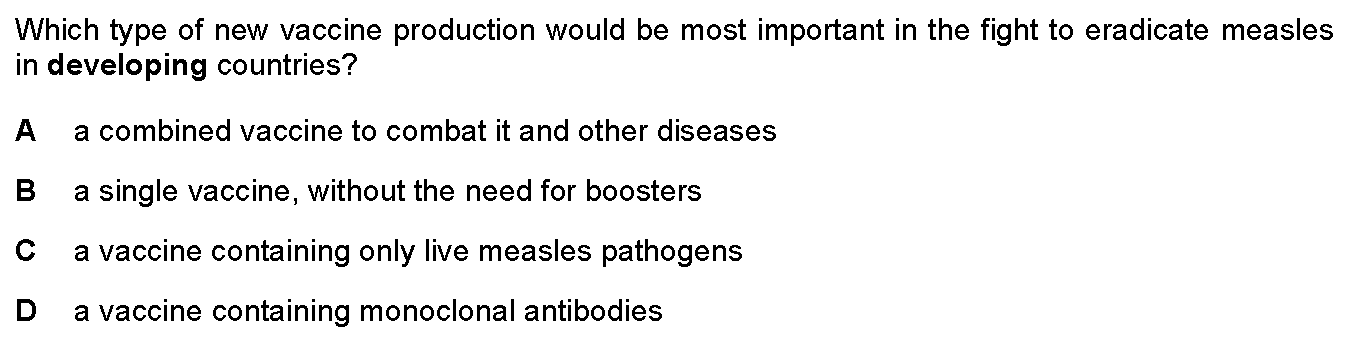 Which type of new vaccine production would be most important in the fight to eradicate measles
in developing countries?
A a combined vaccine to combat it and other diseases
B a single vaccine, without the need for boosters
C a vaccine containing only live measles pathogens
D a vaccine containing monoclonal antibodies